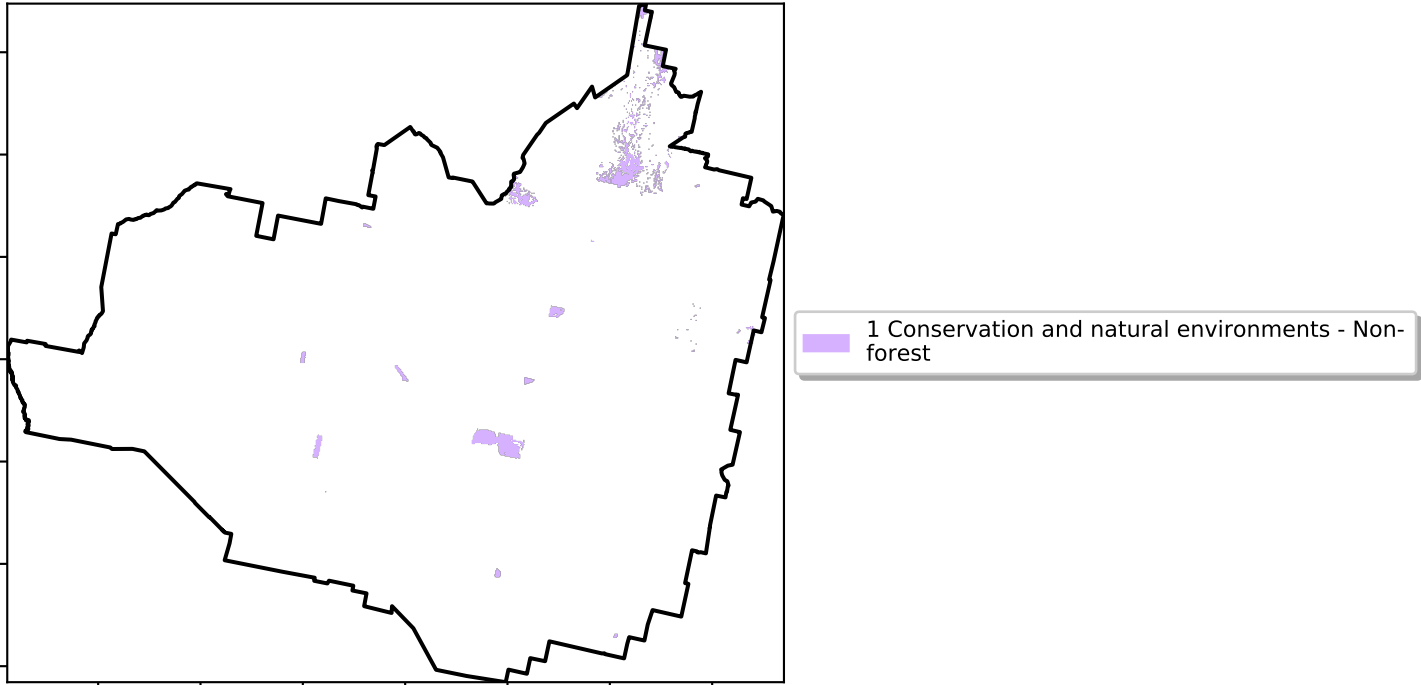 1 Conservation and natural environments - Non-
forest